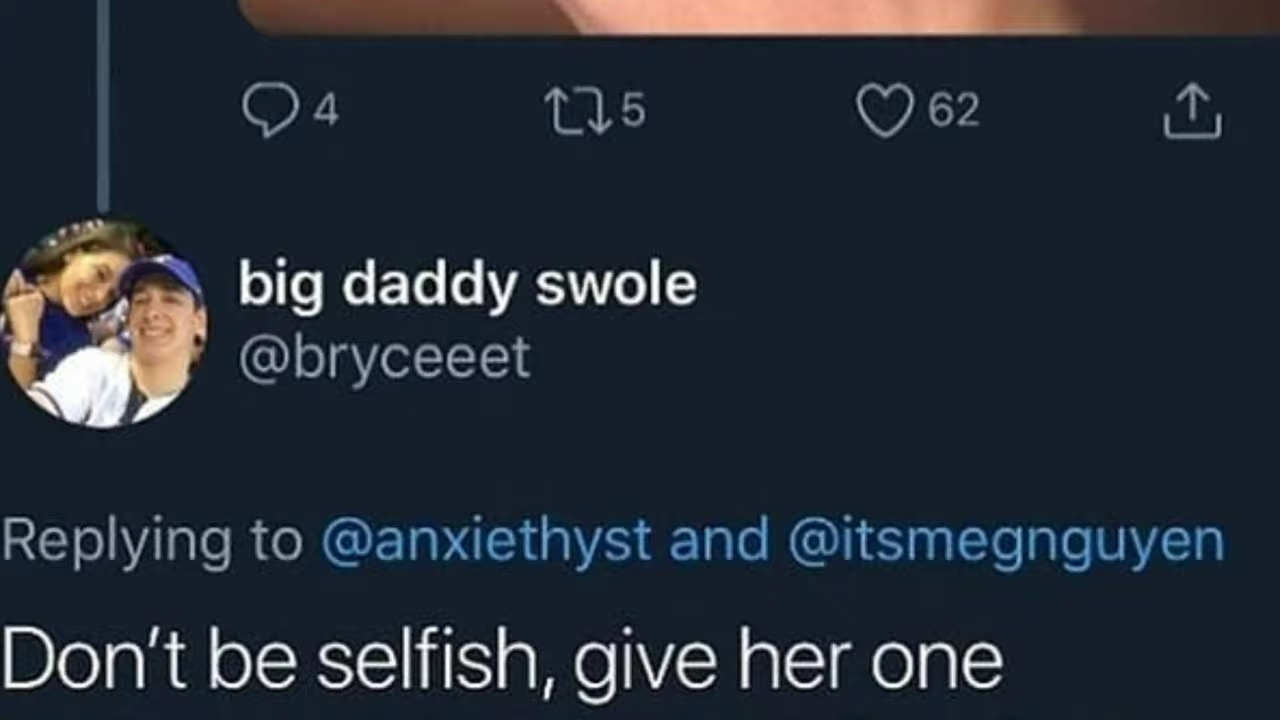 4 5 62
big daddy swole
@bryceeet
Replying to @anxiethyst and @itsmegnguyen
Don’t be selfish, give her one